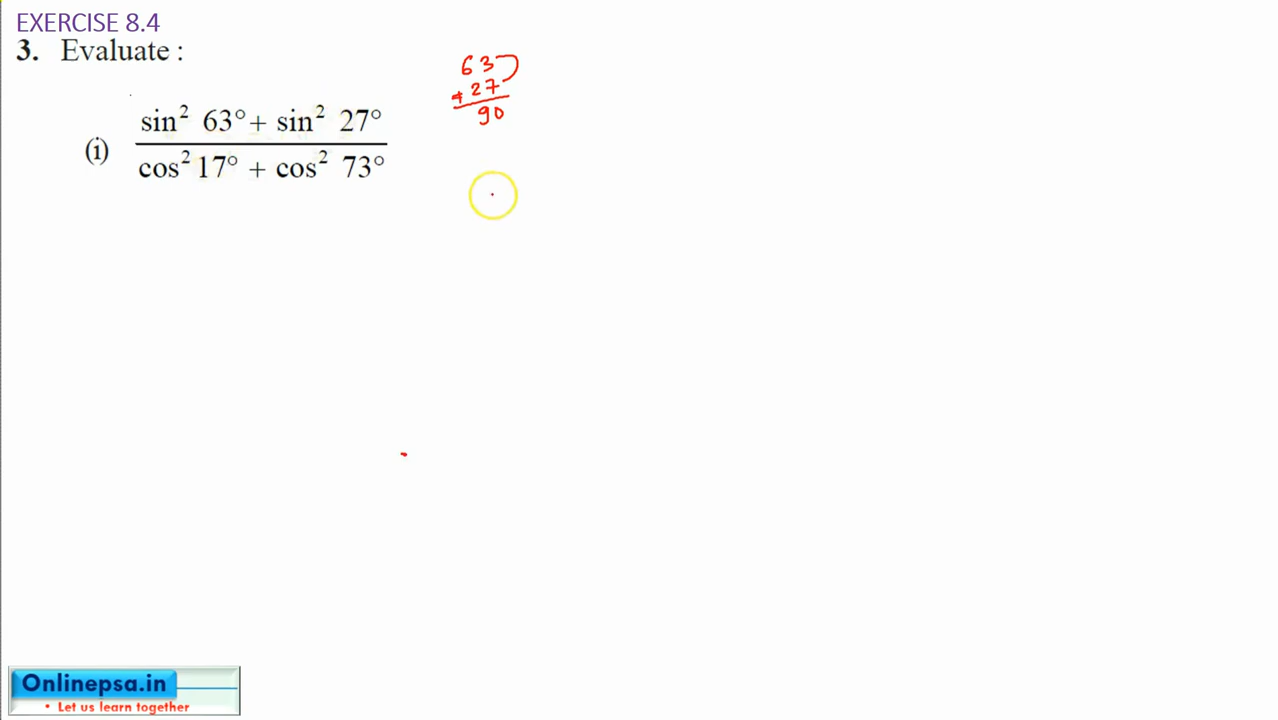 EXERCISE 8.4
3. Evaluate :
63
+ 27
90
(i) sin² 63° + sin² 27°
cos² 17° + cos² 73°
Onlinepsa.in
• Let us learn together